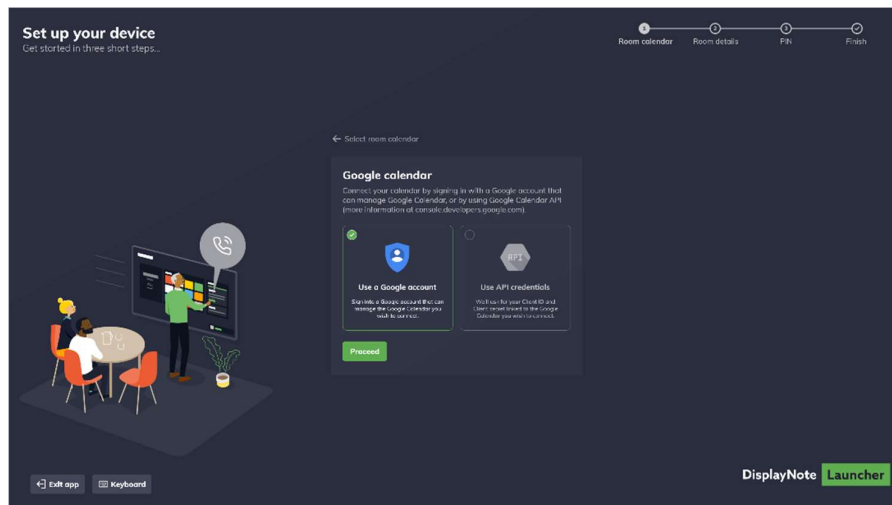 Set up your device
Get started in three short steps...
1
2
3
Room calendar
Room details
PIN
Finish
← Select room calendar
Google calendar
Connect your calendar by signing in with a Google account that
can manage Google Calendar, or by using Google Calendar API
(more information at console.developers.google.com).
Use a Google account
Sign into a Google account that can
manage the Google Calendar you
wish to connect.
API
Use API credentials
We'll ask for your Client ID and
Client secret linked to the Google
Calendar you wish to connect.
Proceed
Exit app
Keyboard
DisplayNote Launcher